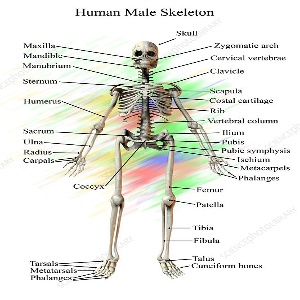 Human Male Skeleton
Skull
Maxilla
Mandible
Manubrium
Sternum
Humerus
Sacrum
Ulna
Radius
Carpals
Coccyx
Tarsals
Metatarsals
Phalanges
Zygomatic arch
Cervical vertebrae
Clavicle
Scapula
Costal cartilage
Rib
Vertebral column
Ilium
Pubis
Pubic symphysis
Ischium
Metacarpels
Phalanges
Femur
Patella
Tibia
Fibula
Talus
Cuneiform bones